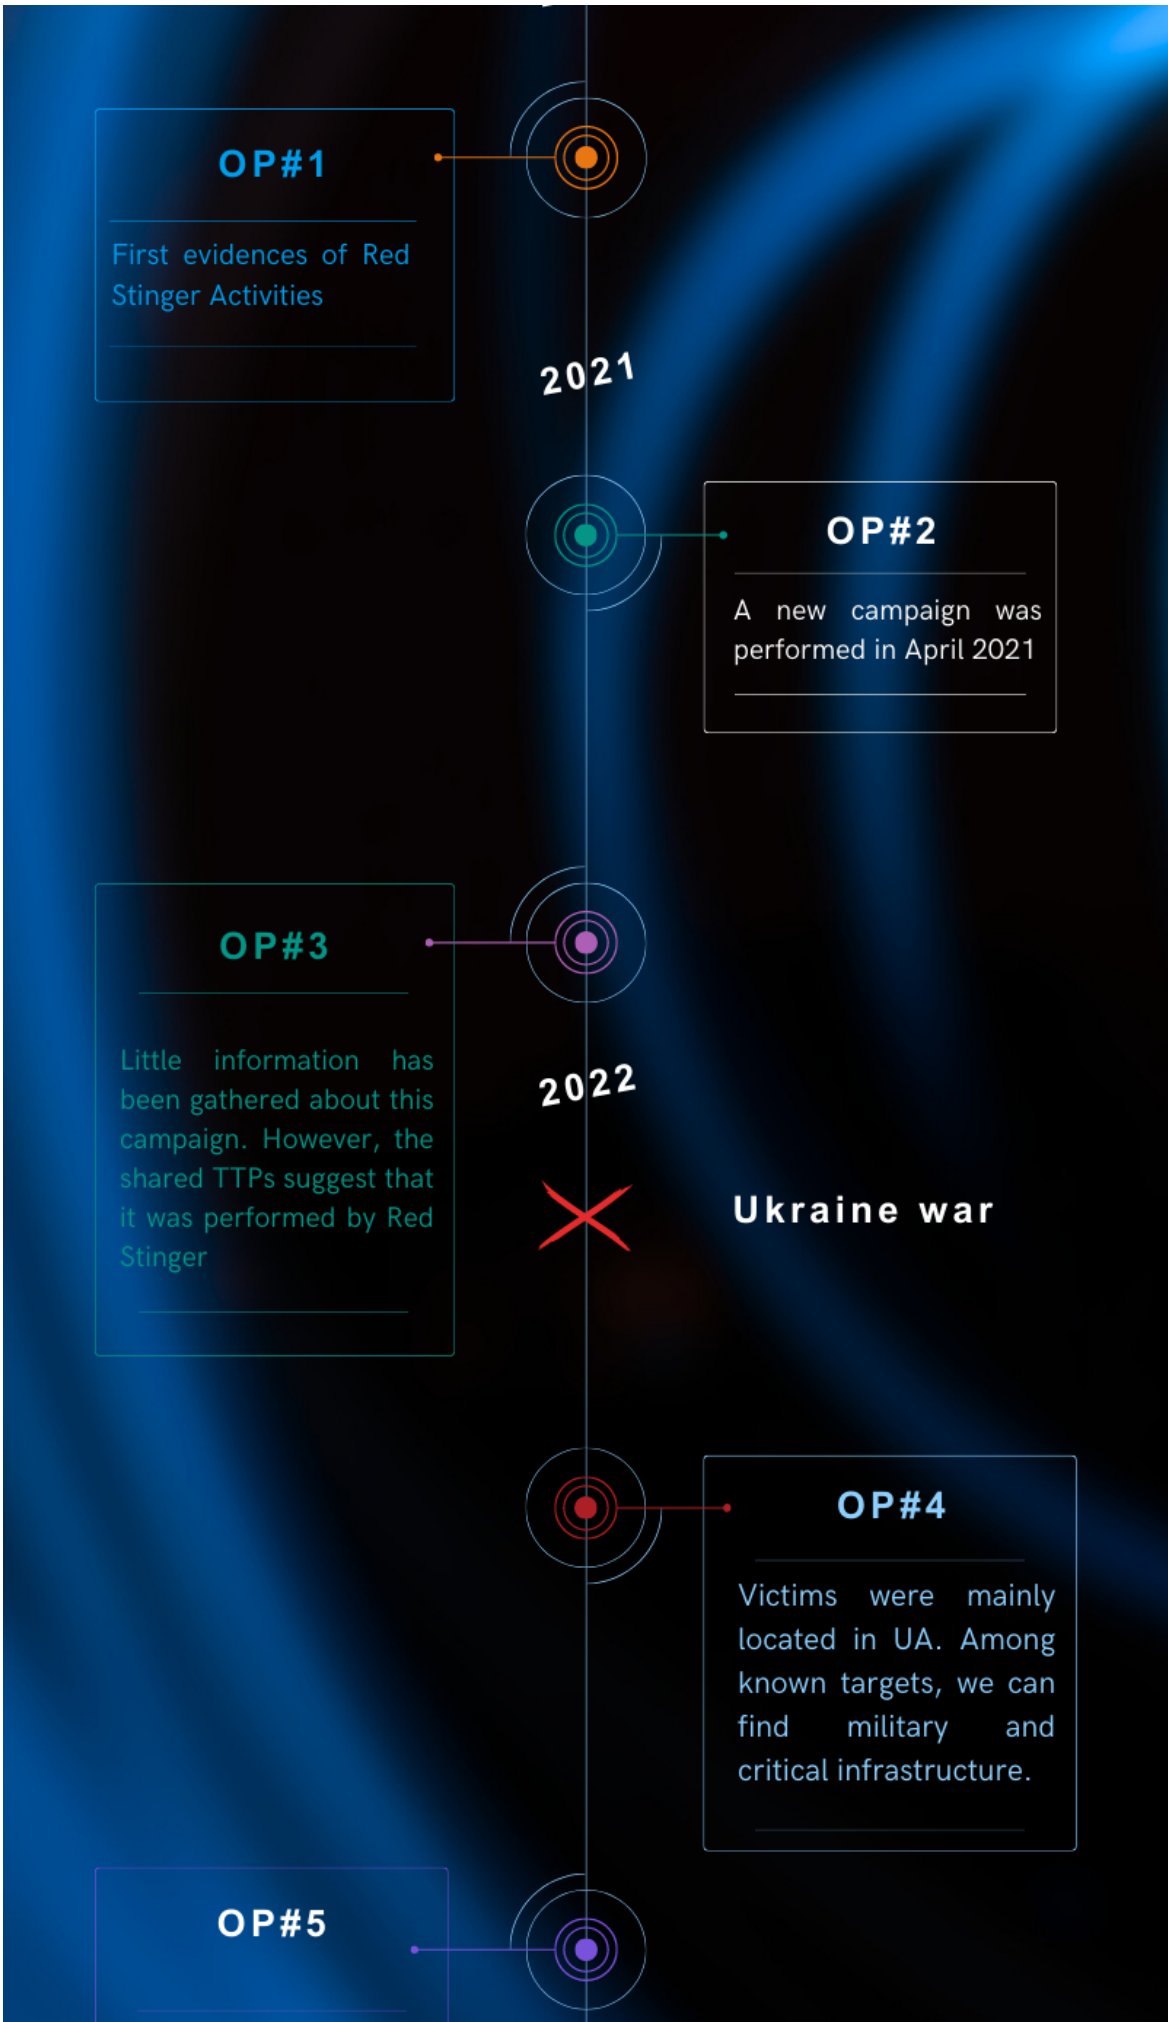 OP#1
First evidences of Red
Stinger Activities
2021
OP#2
A new campaign was
performed in April 2021
OP#3
Little information has
been gathered about this
campaign. However, the
shared TTPs suggest that
it was performed by Red
Stinger
2022
Ukraine war
OP#4
Victims were mainly
located in UA. Among
known targets, we can
find military and
critical infrastructure.
OP#5